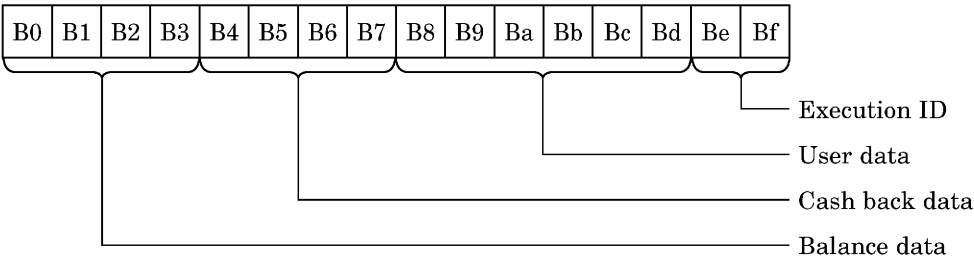 B0 B1 B2 B3 B4 B5 B6 B7 B8 B9 Ba Bb Bc Bd Be Bf
Execution ID
User data
Cash back data
Balance data